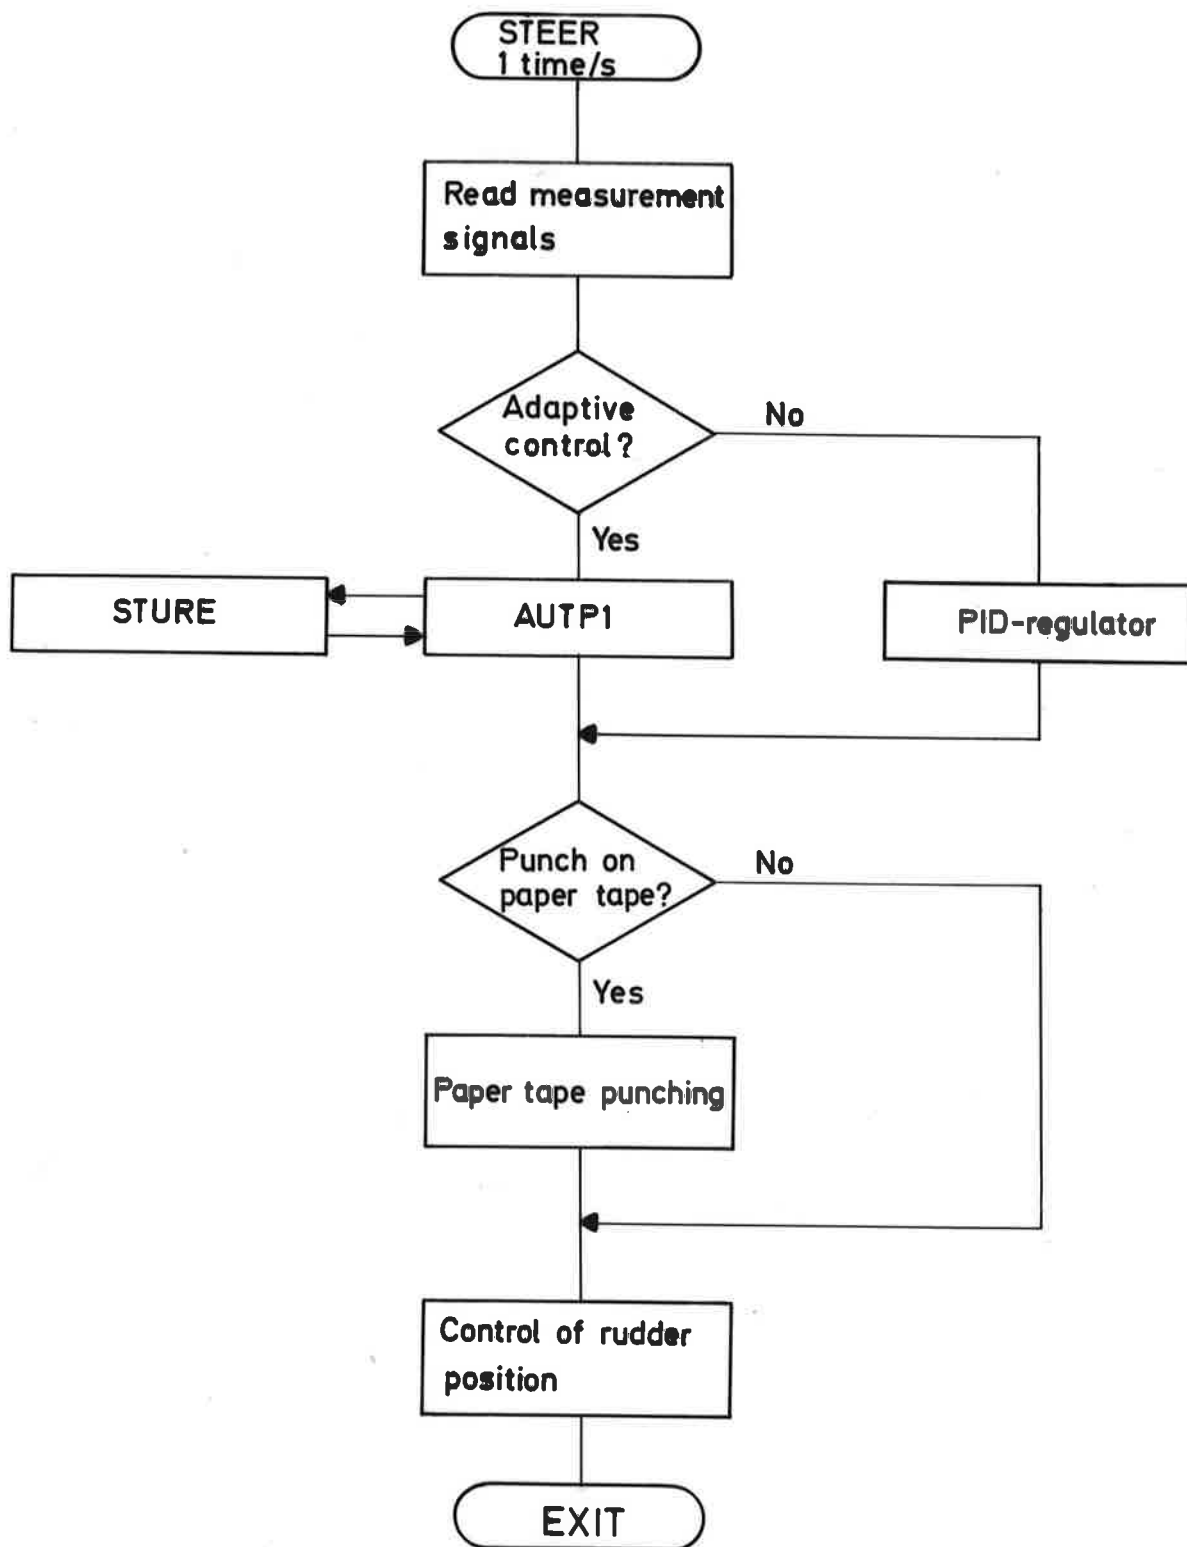 STEER
1 time/s
Read measurement
signals
Adaptive
control?
No
Yes
STURE
AUTP1
PID-regulator
Punch on
paper tape?
No
Yes
Paper tape punching
Control of rudder
position
EXIT